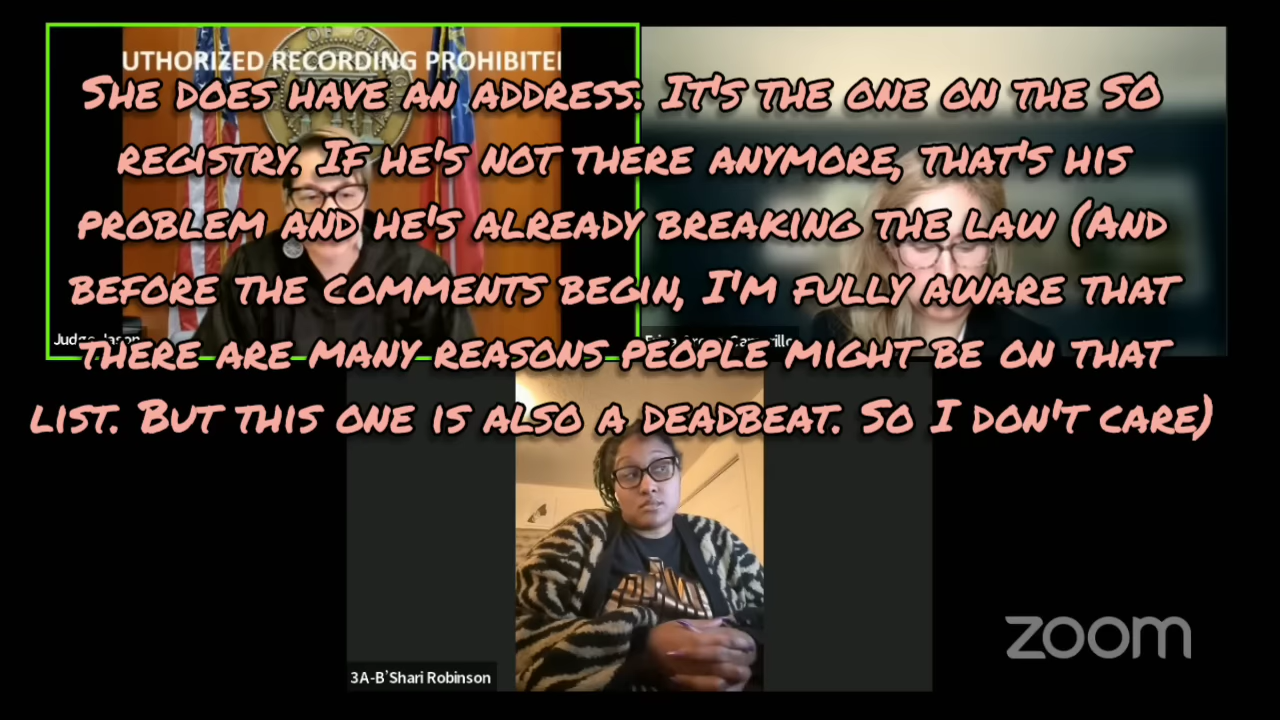 UTHORIZED RECORDING PROHIBITE
SHE DOES HAVE AN ADDRESS. IT'S THE ONE ON THE SO
REGISTRY. IF HE'S NOT THERE ANYMORE, THAT'S HIS
PROBLEM AND HE'S ALREADY BREAKING THE LAW (AND
BEFORE THE COMMENTS BEGIN, I'M FULLY AWARE THAT
Judge Jason
THERE ARE MANY REASONS PEOPLE MIGHT BE ON THAT
LIST. BUT THIS ONE IS ALSO A DEADBEAT. SO I DON'T CARE)
zoom
3A-B'Shari Robinson